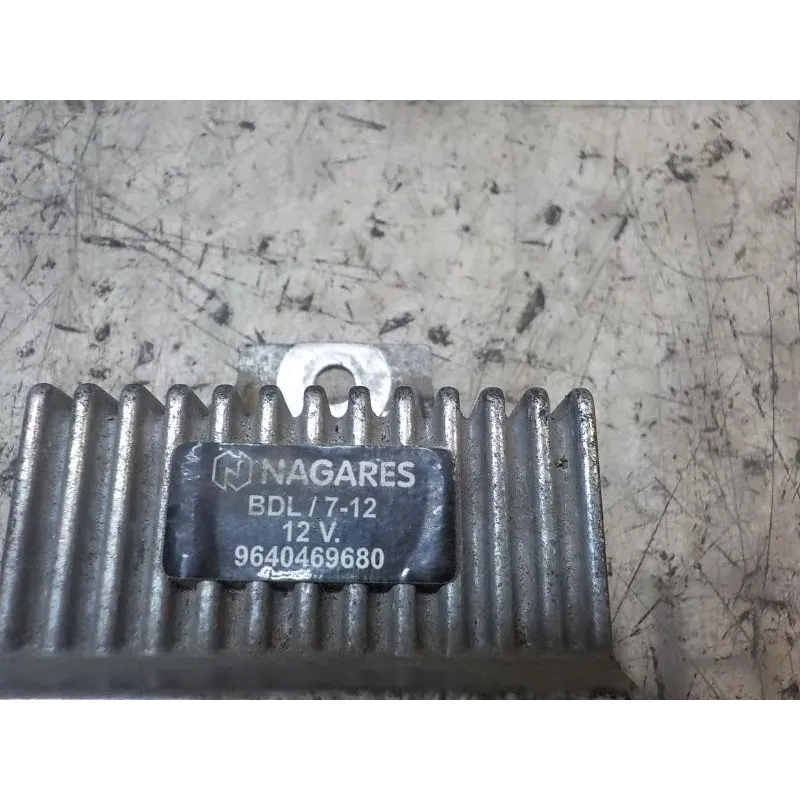 NAGARES
BDL / 7-12
12 V.
9640469680